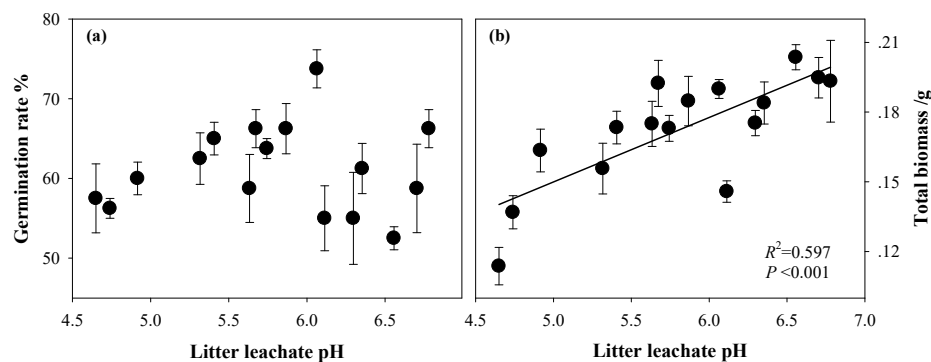 (a)
80
70
60
50
Germination rate %
4.5 5.0 5.5 6.0 6.5
Litter leachate pH
(b)
.21
.18
.15
.12
Total biomass /g
R²=0.597
P <0.001
4.5 5.0 5.5 6.0 6.5 7.0
Litter leachate pH